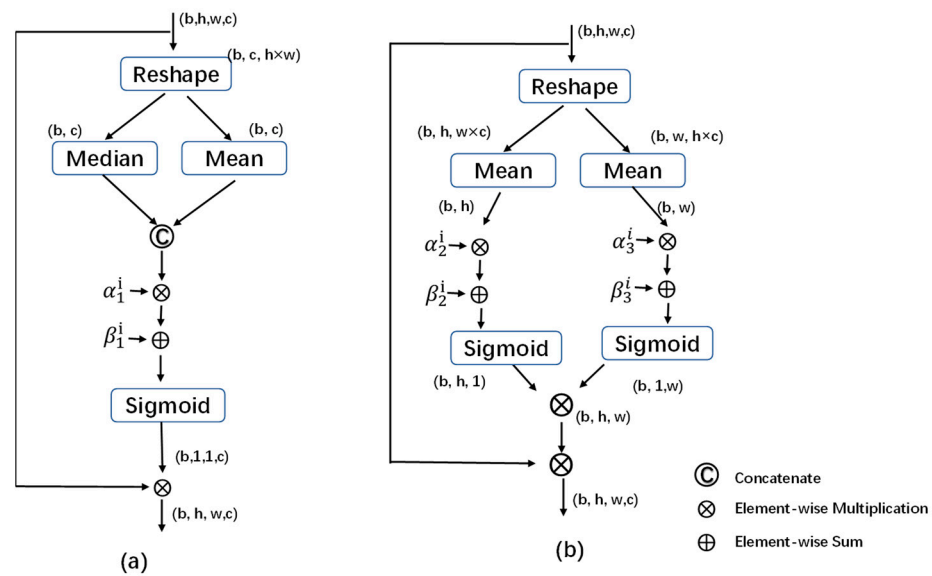 (b,h,w,c)
Reshape
(b, c, h×w)
(b, c)
(b, c)
Median
Mean
C
α₁ⁱ
⊗
β₁ⁱ
⊕
Sigmoid
(b,1,1,c)
⊗
(b, h, w,c)
(a)
(b,h,w,c)
Reshape
(b, h, w×c)
(b, w, h×c)
Mean
Mean
(b, h)
(b, w)
α₂ⁱ
⊗
α₃ⁱ
⊗
β₂ⁱ
⊕
β₃ⁱ
⊕
Sigmoid
Sigmoid
(b, h, 1)
(b, 1,w)
⊗
(b, h, w)
⊗
(b, h, w,c)
(b)
C Concatenate
⊗ Element-wise Multiplication
⊕ Element-wise Sum